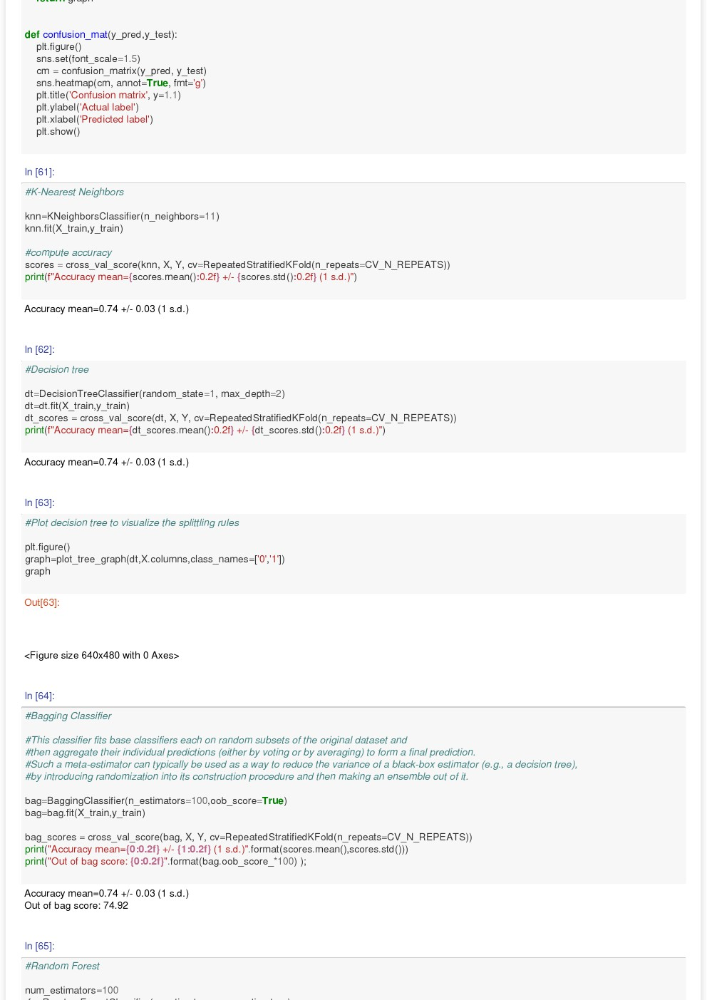 return graph
def confusion_mat(y_pred,y_test):
    plt.figure()
    sns.set(font_scale=1.5)
    cm = confusion_matrix(y_pred, y_test)
    sns.heatmap(cm, annot=True, fmt='g')
    plt.title('Confusion matrix', y=1.1)
    plt.ylabel('Actual label')
    plt.xlabel('Predicted label')
    plt.show()
In [61]:
#K-Nearest Neighbors
knn=KNeighborsClassifier(n_neighbors=11)
knn.fit(X_train,y_train)
#compute accuracy
scores = cross_val_score(knn, X, Y, cv=RepeatedStratifiedKFold(n_repeats=CV_N_REPEATS))
print(f"Accuracy mean={scores.mean():0.2f} +/- {scores.std():0.2f} (1 s.d.)")
Accuracy mean=0.74 +/- 0.03 (1 s.d.)
In [62]:
#Decision tree
dt=DecisionTreeClassifier(random_state=1, max_depth=2)
dt=dt.fit(X_train,y_train)
dt_scores = cross_val_score(dt, X, Y, cv=RepeatedStratifiedKFold(n_repeats=CV_N_REPEATS))
print(f"Accuracy mean={dt_scores.mean():0.2f} +/- {dt_scores.std():0.2f} (1 s.d.)")
Accuracy mean=0.74 +/- 0.03 (1 s.d.)
In [63]:
#Plot decision tree to visualize the splittling rules
plt.figure()
graph=plot_tree_graph(dt,X.columns,class_names=['0','1'])
graph
Out[63]:
<Figure size 640x480 with 0 Axes>
In [64]:
#Bagging Classifier
#This classifier fits base classifiers each on random subsets of the original dataset and
#then aggregate their individual predictions (either by voting or by averaging) to form a final prediction.
#Such a meta-estimator can typically be used as a way to reduce the variance of a black-box estimator (e.g., a decision tree),
#by introducing randomization into its construction procedure and then making an ensemble out of it.
bag=BaggingClassifier(n_estimators=100,oob_score=True)
bag=bag.fit(X_train,y_train)
bag_scores = cross_val_score(bag, X, Y, cv=RepeatedStratifiedKFold(n_repeats=CV_N_REPEATS))
print("Accuracy mean={0:0.2f} +/- {1:0.2f} (1 s.d.)".format(scores.mean(),scores.std()))
print("Out of bag score: {0:0.2f}".format(bag.oob_score_*100) );
Accuracy mean=0.74 +/- 0.03 (1 s.d.)
Out of bag score: 74.92
In [65]:
#Random Forest
num_estimators=100